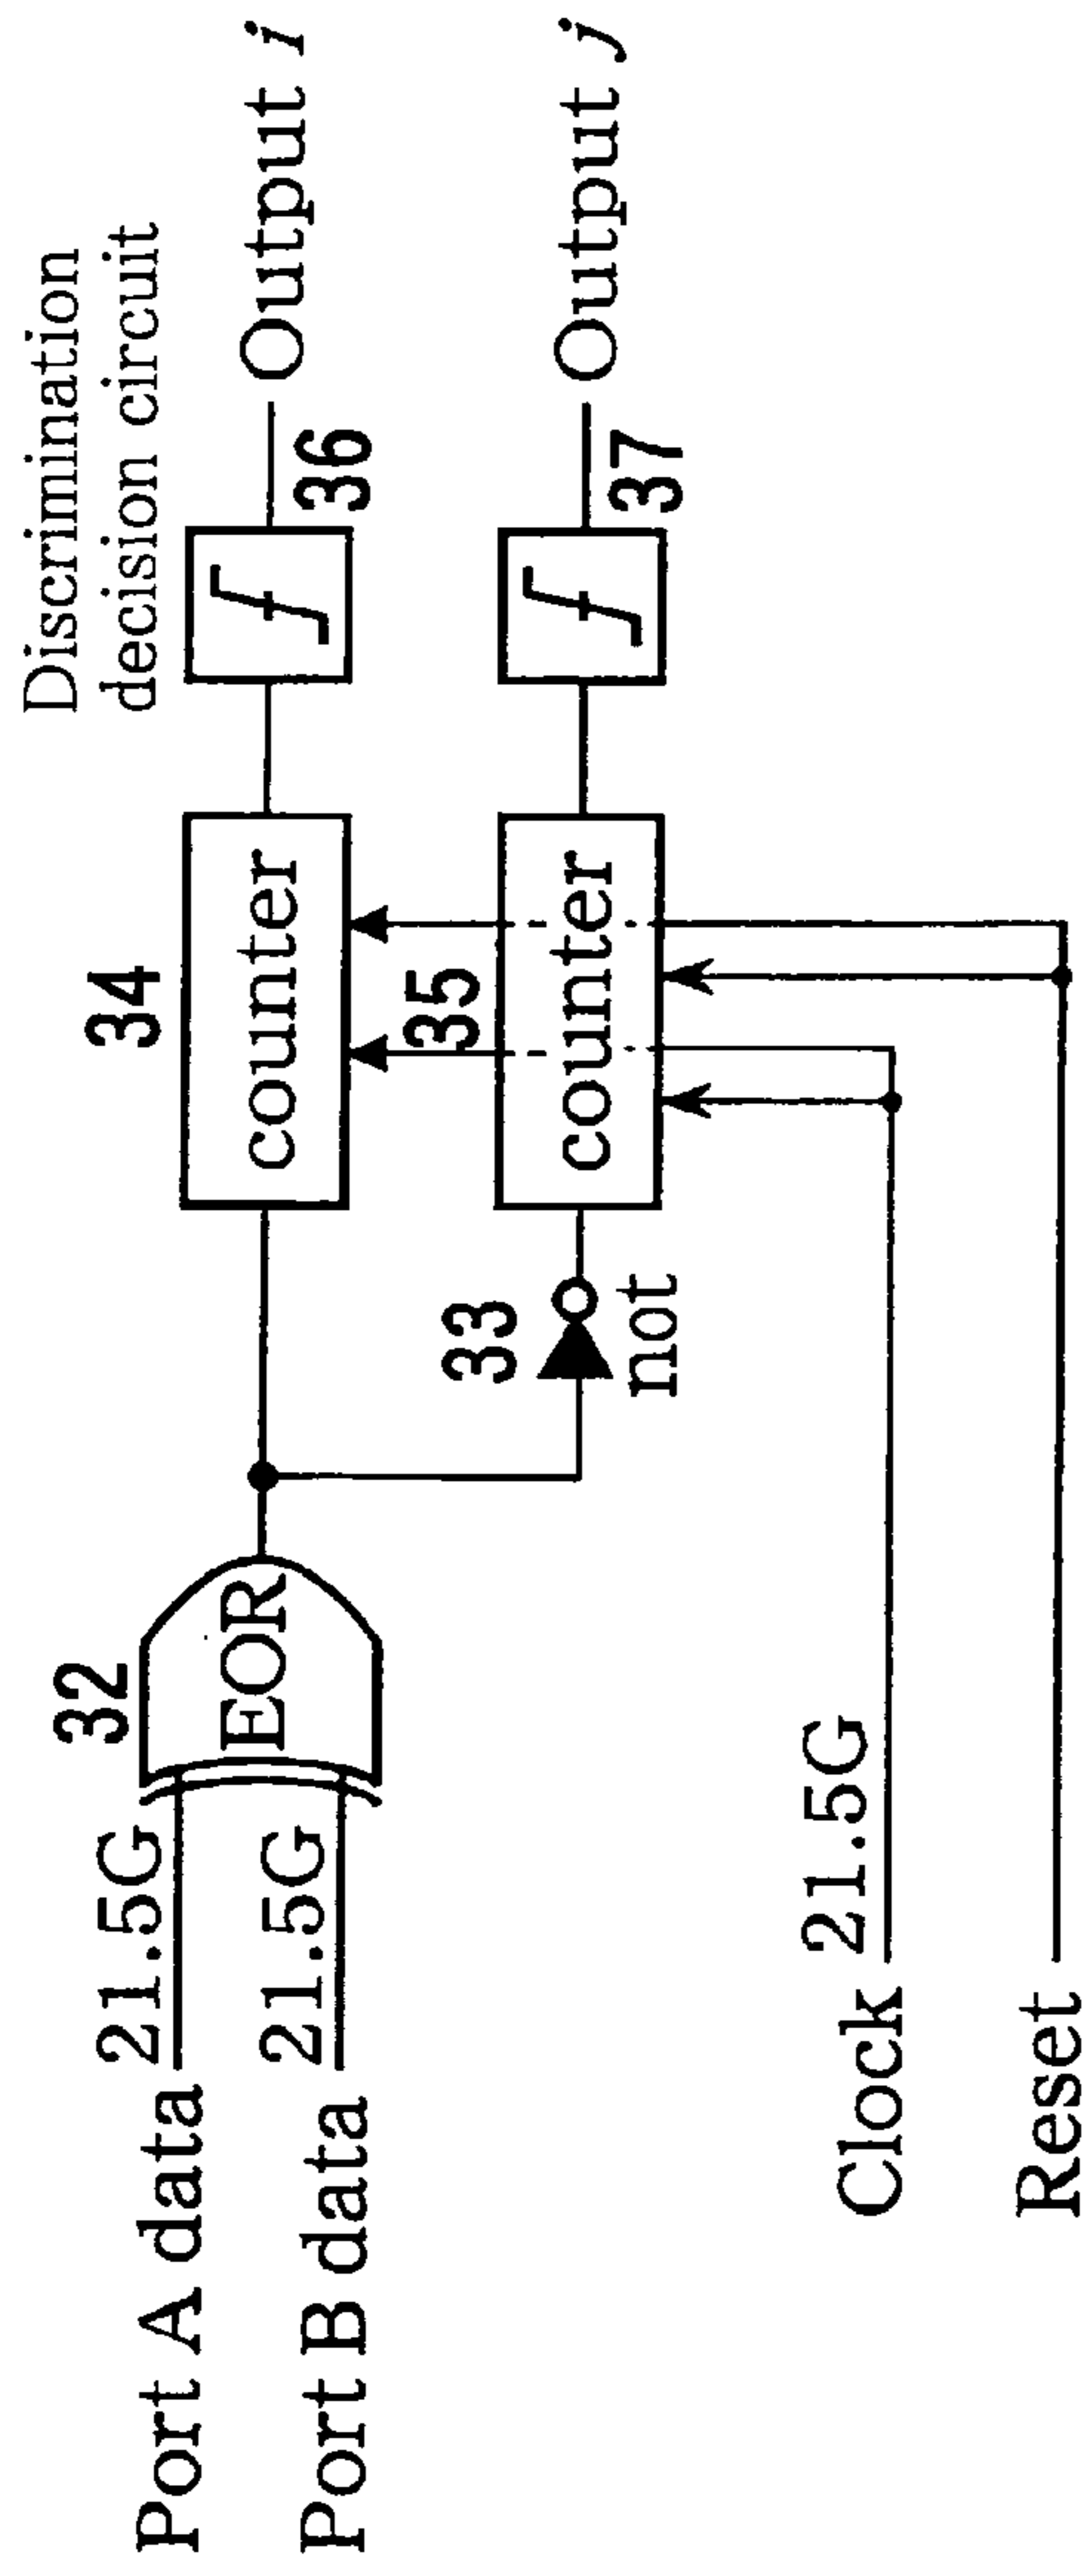 Discrimination
decision circuit
32
34
36
Port A data 21.5G
EOR
counter
Output i
Port B data 21.5G
33
35
37
counter
Output j
not
Clock 21.5G
Reset